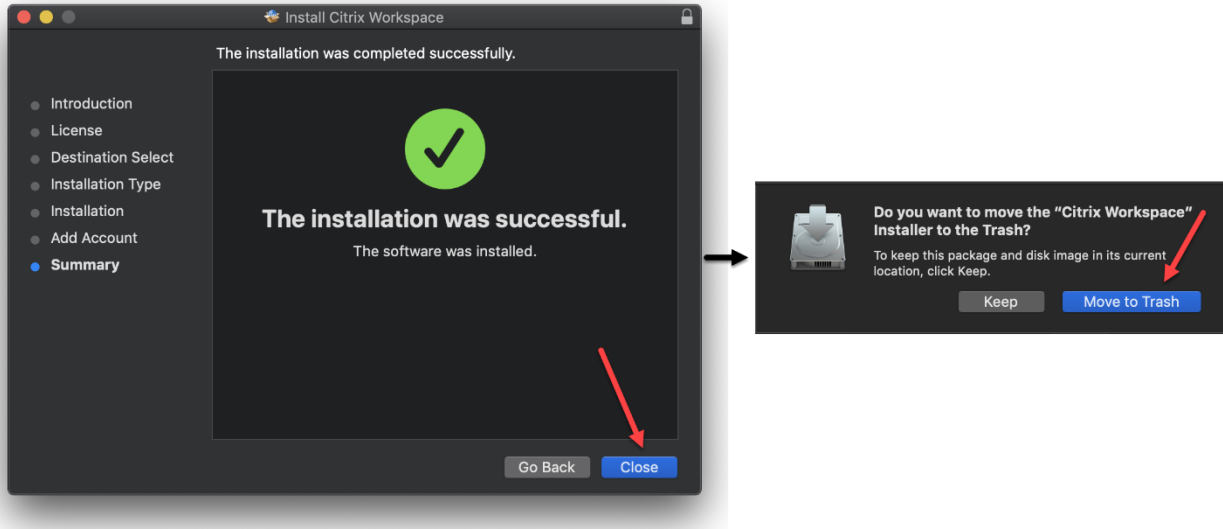 Install Citrix Workspace
The installation was completed successfully.
Introduction
License
Destination Select
Installation Type
Installation
Add Account
Summary
The installation was successful.
The software was installed.
Go Back
Close
Do you want to move the “Citrix Workspace”
Installer to the Trash?
To keep this package and disk image in its current
location, click Keep.
Keep
Move to Trash